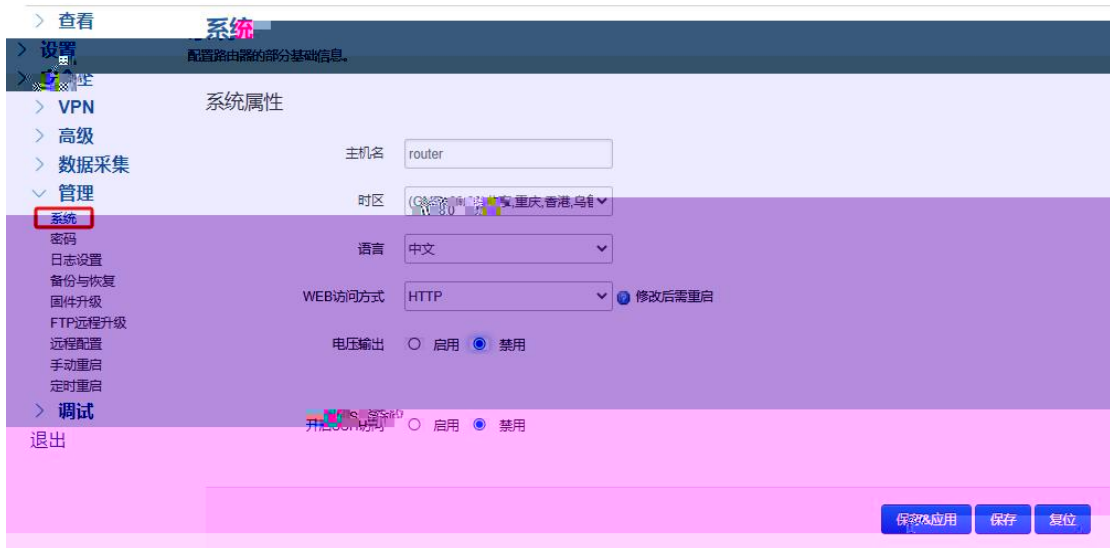 查看
设置
VPN
高级
数据采集
管理
系统
密码
日志设置
备份与恢复
固件升级
FTP远程升级
远程配置
手动重启
定时重启
调试
退出
系统
配置路由器的部分基础信息。
系统属性
主机名 router
时区 重庆,香港,乌
语言 中文
WEB访问方式 HTTP 修改后需重启
电压输出 启用 禁用
启用 禁用
保存&应用 保存 复位